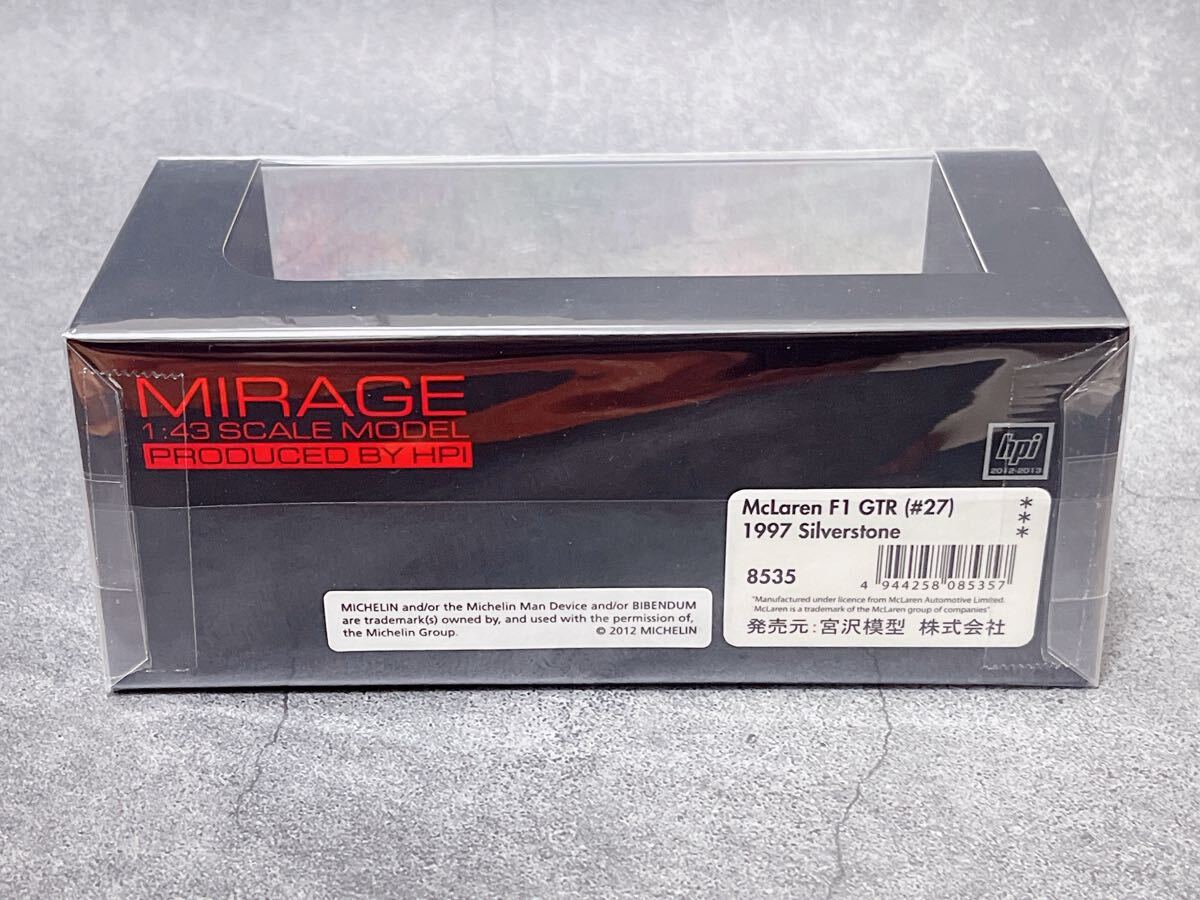 MIRAGE
1:43 SCALE MODEL
PRODUCED BY HPI
hpi
2012-2013
McLaren F1 GTR (#27)
1997 Silverstone
***
8535
4 944258 085357
"Manufactured under licence from McLaren Automotive Limited.
'McLaren is a trademark of the McLaren group of companies".
発売元:宮沢模型 株式会社
MICHELIN and/or the Michelin Man Device and/or BIBENDUM
are trademark(s) owned by, and used with the permission of,
the Michelin Group. © 2012 MICHELIN